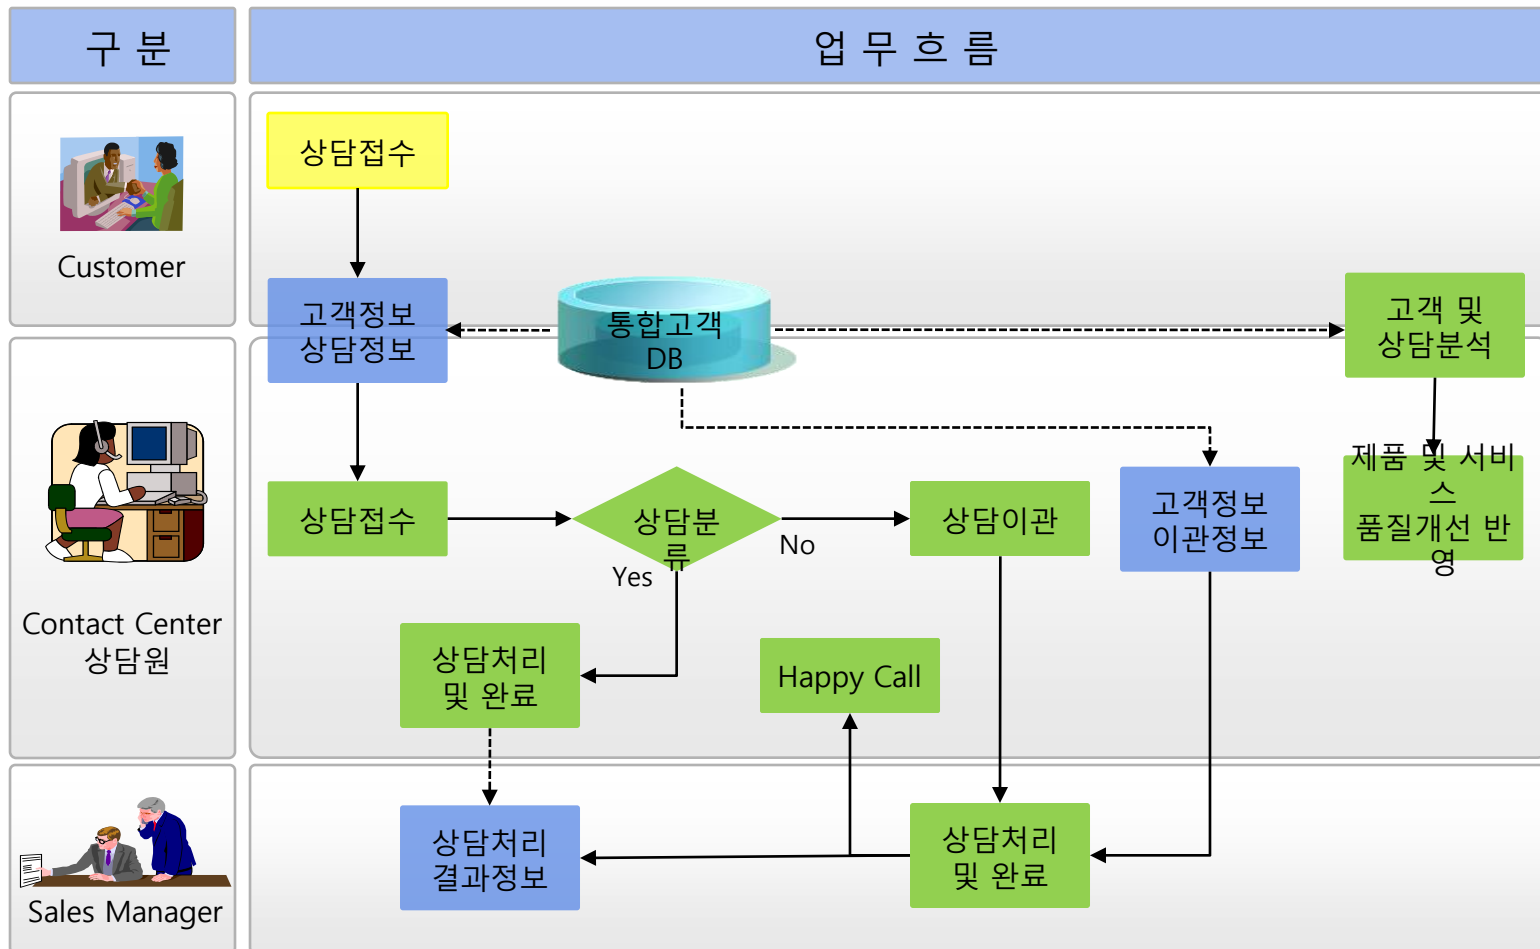 구 분
업 무 흐 름
상담접수
Customer
고객정보
상담정보
통합고객
DB
고객 및
상담분석
제품 및 서비
스
품질개선 반
영
상담접수
상담분
류
Yes
No
상담이관
고객정보
이관정보
Contact Center
상담원
상담처리
및 완료
Happy Call
상담처리
결과정보
상담처리
및 완료
Sales Manager